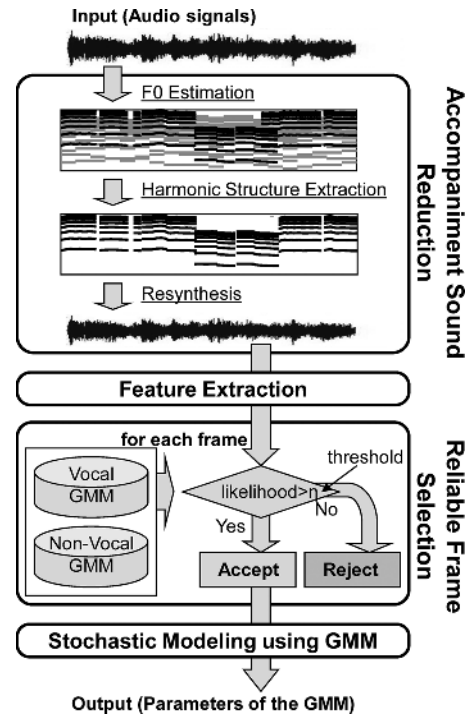 Input (Audio signals)
F0 Estimation
Harmonic Structure Extraction
Resynthesis
Accompaniment Sound
Reduction
Feature Extraction
for each frame
threshold
Vocal
GMM
likelihood>η
No
Yes
Non-Vocal
GMM
Accept
Reject
Reliable Frame
Selection
Stochastic Modeling using GMM
Output (Parameters of the GMM)